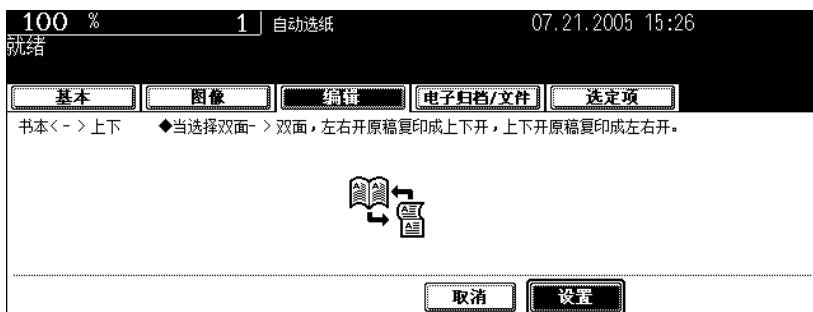 100 % 1 自动选纸 07.21.2005 15:26
就绪
基本 图像 编辑 电子归档/文件 选定项
书本< - > 上下 ◆当选择双面- > 双面，左右开原稿复印成上下开，上下开原稿复印成左右开。
取消 设置